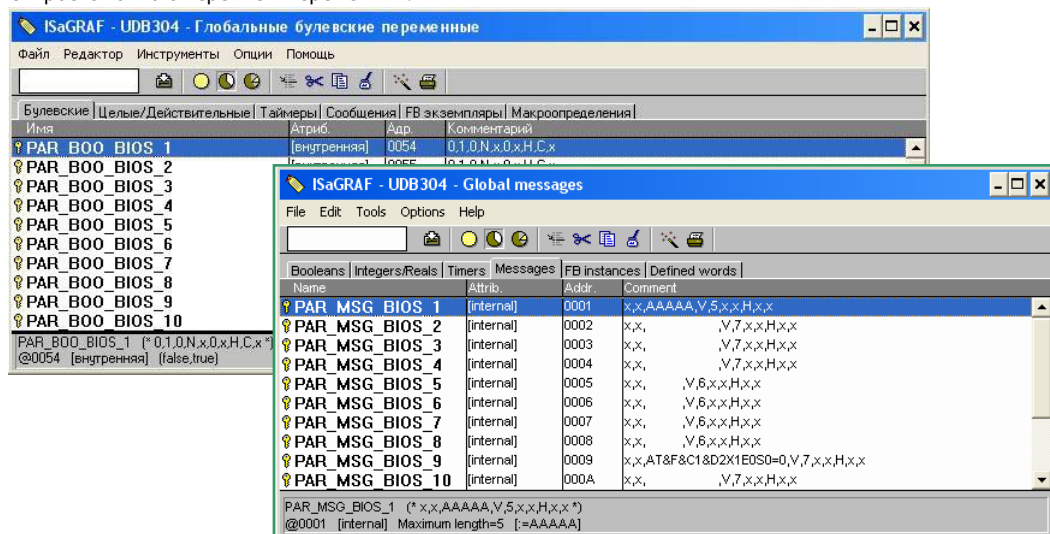 ISaGRAF - UDB304 - Глобальные булевские переменные
Файл Редактор Инструменты Опции Помощь
Булевские Целые/Действительные Таймеры Сообщения FB экземпляры Макроопределения
Имя Атриб. Адр. Комментарий
PAR_BOO_BIOS_1 [внутренняя] 0054 0,1,0,N,x,0,x,H,C,x
PAR_BOO_BIOS_2
PAR_BOO_BIOS_3
PAR_BOO_BIOS_4
PAR_BOO_BIOS_5
PAR_BOO_BIOS_6
PAR_BOO_BIOS_7
PAR_BOO_BIOS_8
PAR_BOO_BIOS_9
PAR_BOO_BIOS_10
PAR_BOO_BIOS_1 (* 0,1,0,N,x,0,x,H,C,x *)
@0054 [внутренняя] (false,true)
ISaGRAF - UDB304 - Global messages
File Edit Tools Options Help
Booleans Integers/Reals Timers Messages FB instances Defined words
Name Attrib. Addr. Comment
PAR_MSG_BIOS_1 [internal] 0001 x,x,AAAAA,V,5,x,x,H,x,x
PAR_MSG_BIOS_2 [internal] 0002 x,x, ,V,7,x,x,H,x,x
PAR_MSG_BIOS_3 [internal] 0003 x,x, ,V,7,x,x,H,x,x
PAR_MSG_BIOS_4 [internal] 0004 x,x, ,V,7,x,x,H,x,x
PAR_MSG_BIOS_5 [internal] 0005 x,x, ,V,6,x,x,H,x,x
PAR_MSG_BIOS_6 [internal] 0006 x,x, ,V,6,x,x,H,x,x
PAR_MSG_BIOS_7 [internal] 0007 x,x, ,V,6,x,x,H,x,x
PAR_MSG_BIOS_8 [internal] 0008 x,x, ,V,6,x,x,H,x,x
PAR_MSG_BIOS_9 [internal] 0009 x,x,AT&F&C1&D2X1E0S0=0,V,7,x,x,H,x,x
PAR_MSG_BIOS_10 [internal] 000A x,x, ,V,7,x,x,H,x,x
PAR_MSG_BIOS_1 (* x,x,AAAAA,V,5,x,x,H,x,x *)
@0001 [internal] Maximum length=5 [:=AAAAA]